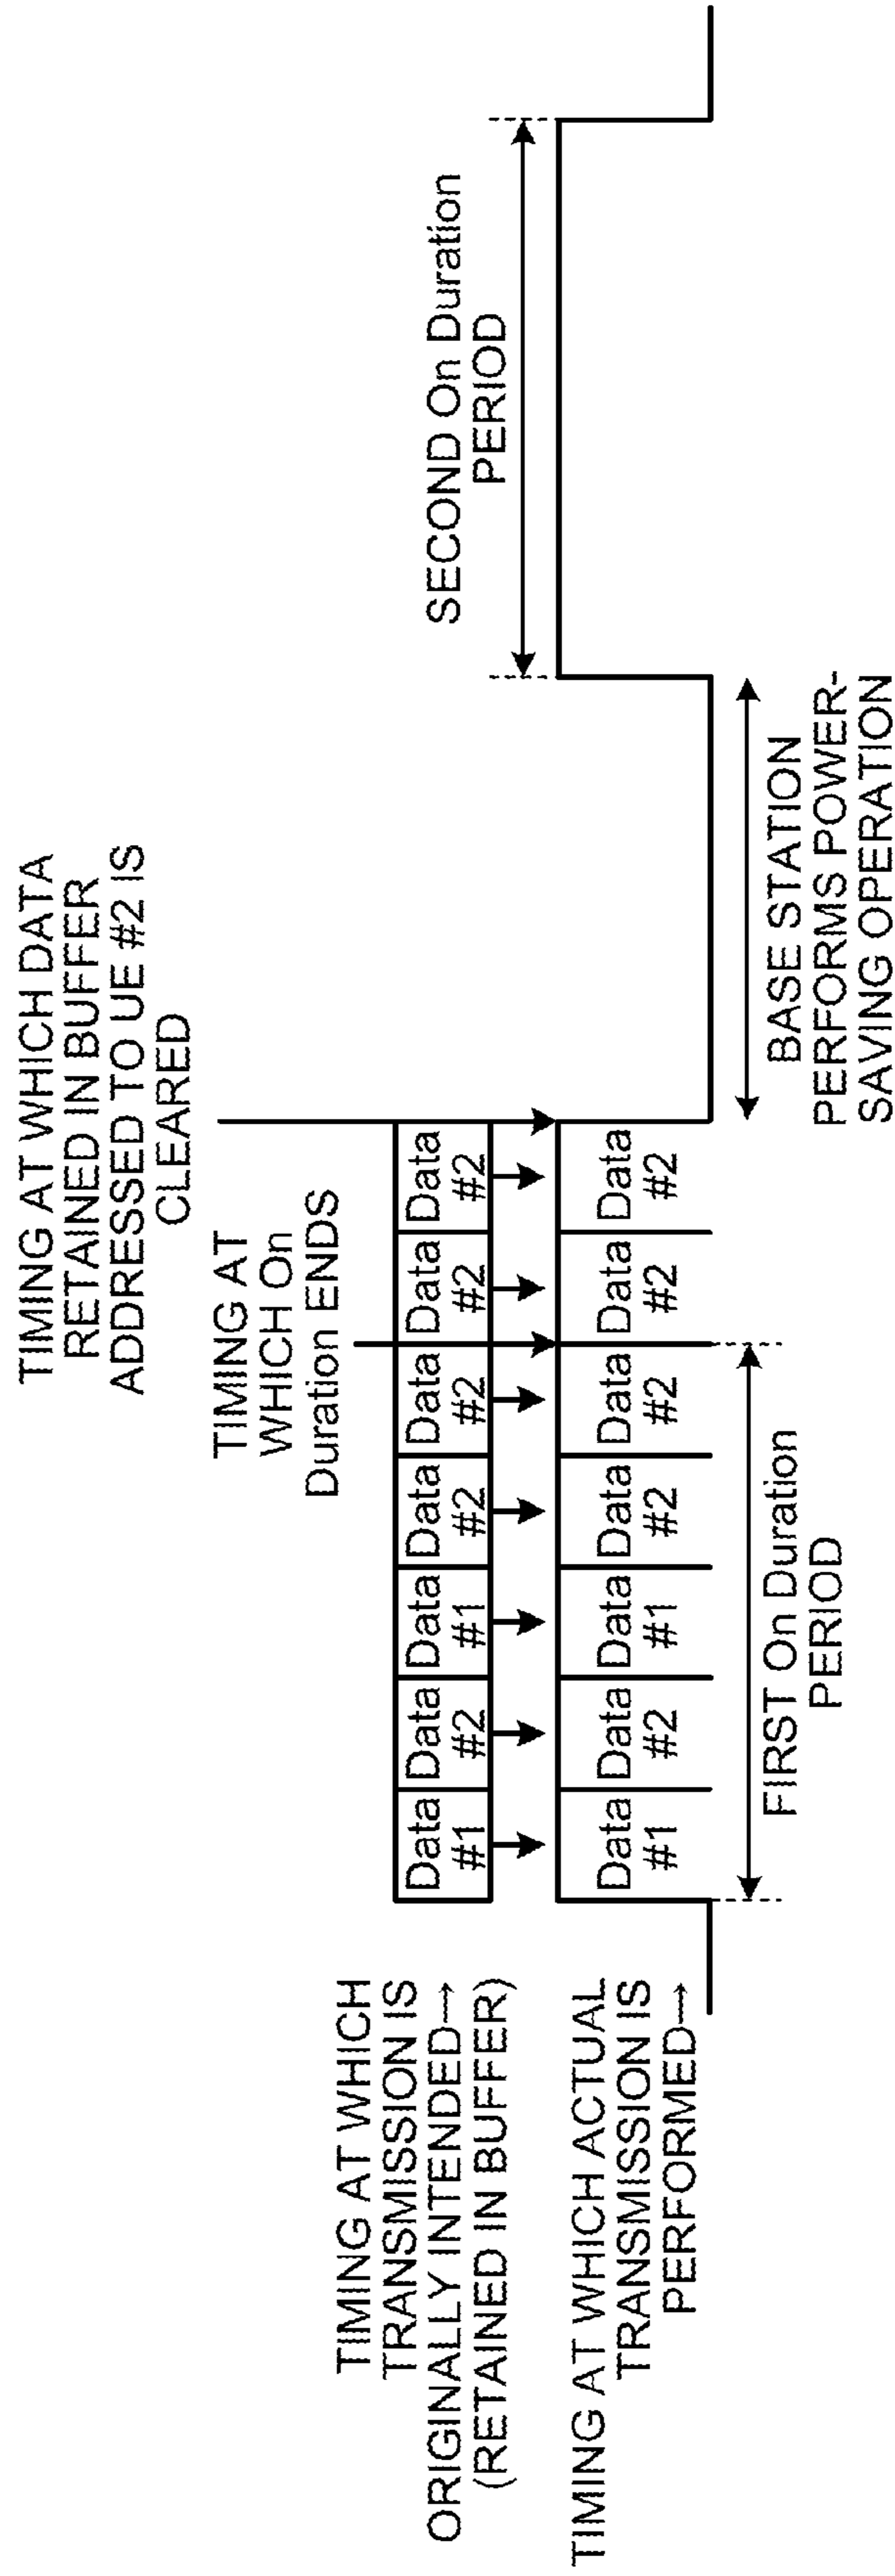 TIMING AT WHICH DATA
RETAINED IN BUFFER
ADDRESSED TO UE #2 IS
CLEARED
TIMING AT
WHICH On
Duration ENDS
TIMING AT WHICH
TRANSMISSION IS
ORIGINALLY INTENDED→
(RETAINED IN BUFFER)
Data
#1
Data
#2
Data
#1
Data
#2
Data
#2
Data
#2
Data
#2
SECOND On Duration
PERIOD
TIMING AT WHICH ACTUAL
TRANSMISSION IS
PERFORMED→
Data
#1
Data
#2
Data
#1
Data
#2
Data
#2
Data
#2
Data
#2
FIRST On Duration
PERIOD
BASE STATION
PERFORMS POWER-
SAVING OPERATION